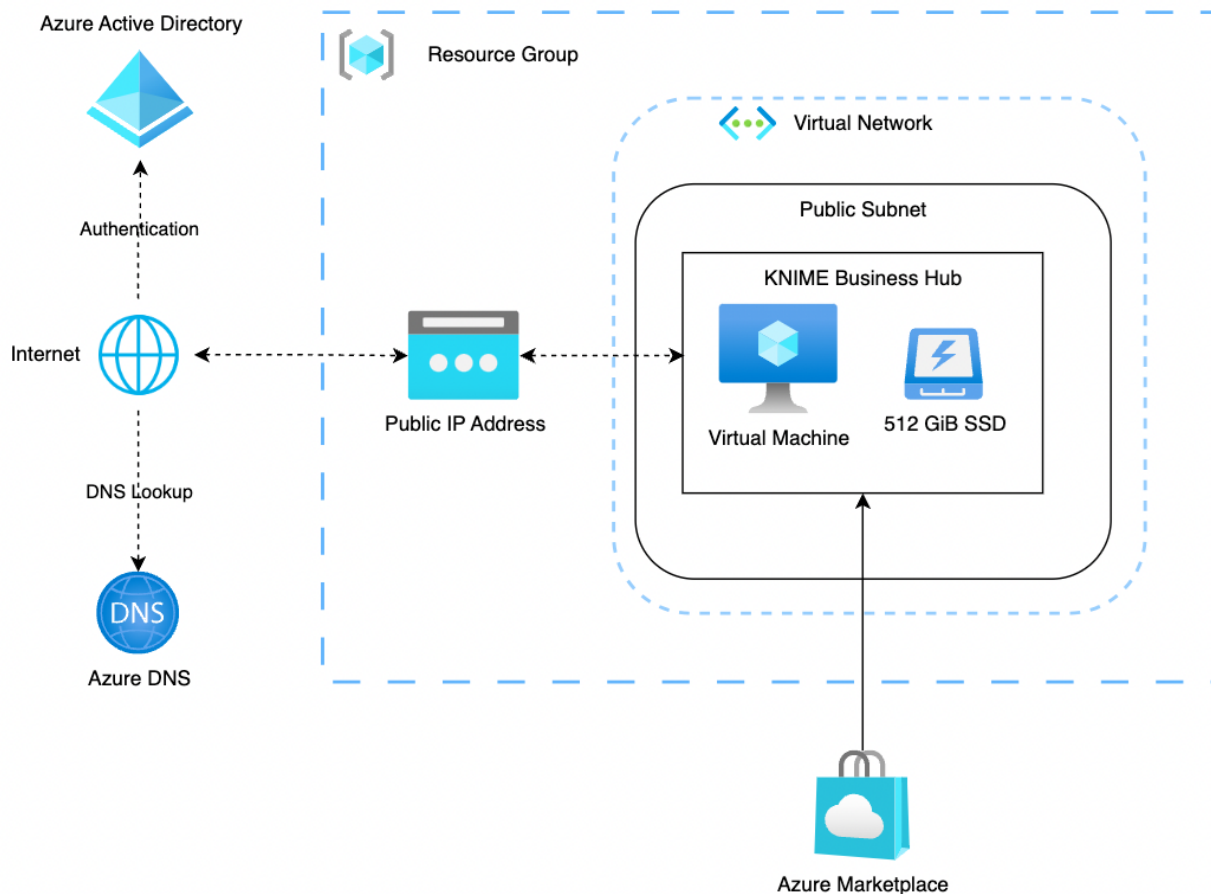 Azure Active Directory
Resource Group
Virtual Network
Public Subnet
Authentication
KNIME Business Hub
Internet
Public IP Address
Virtual Machine
512 GiB SSD
DNS Lookup
DNS
Azure DNS
Azure Marketplace